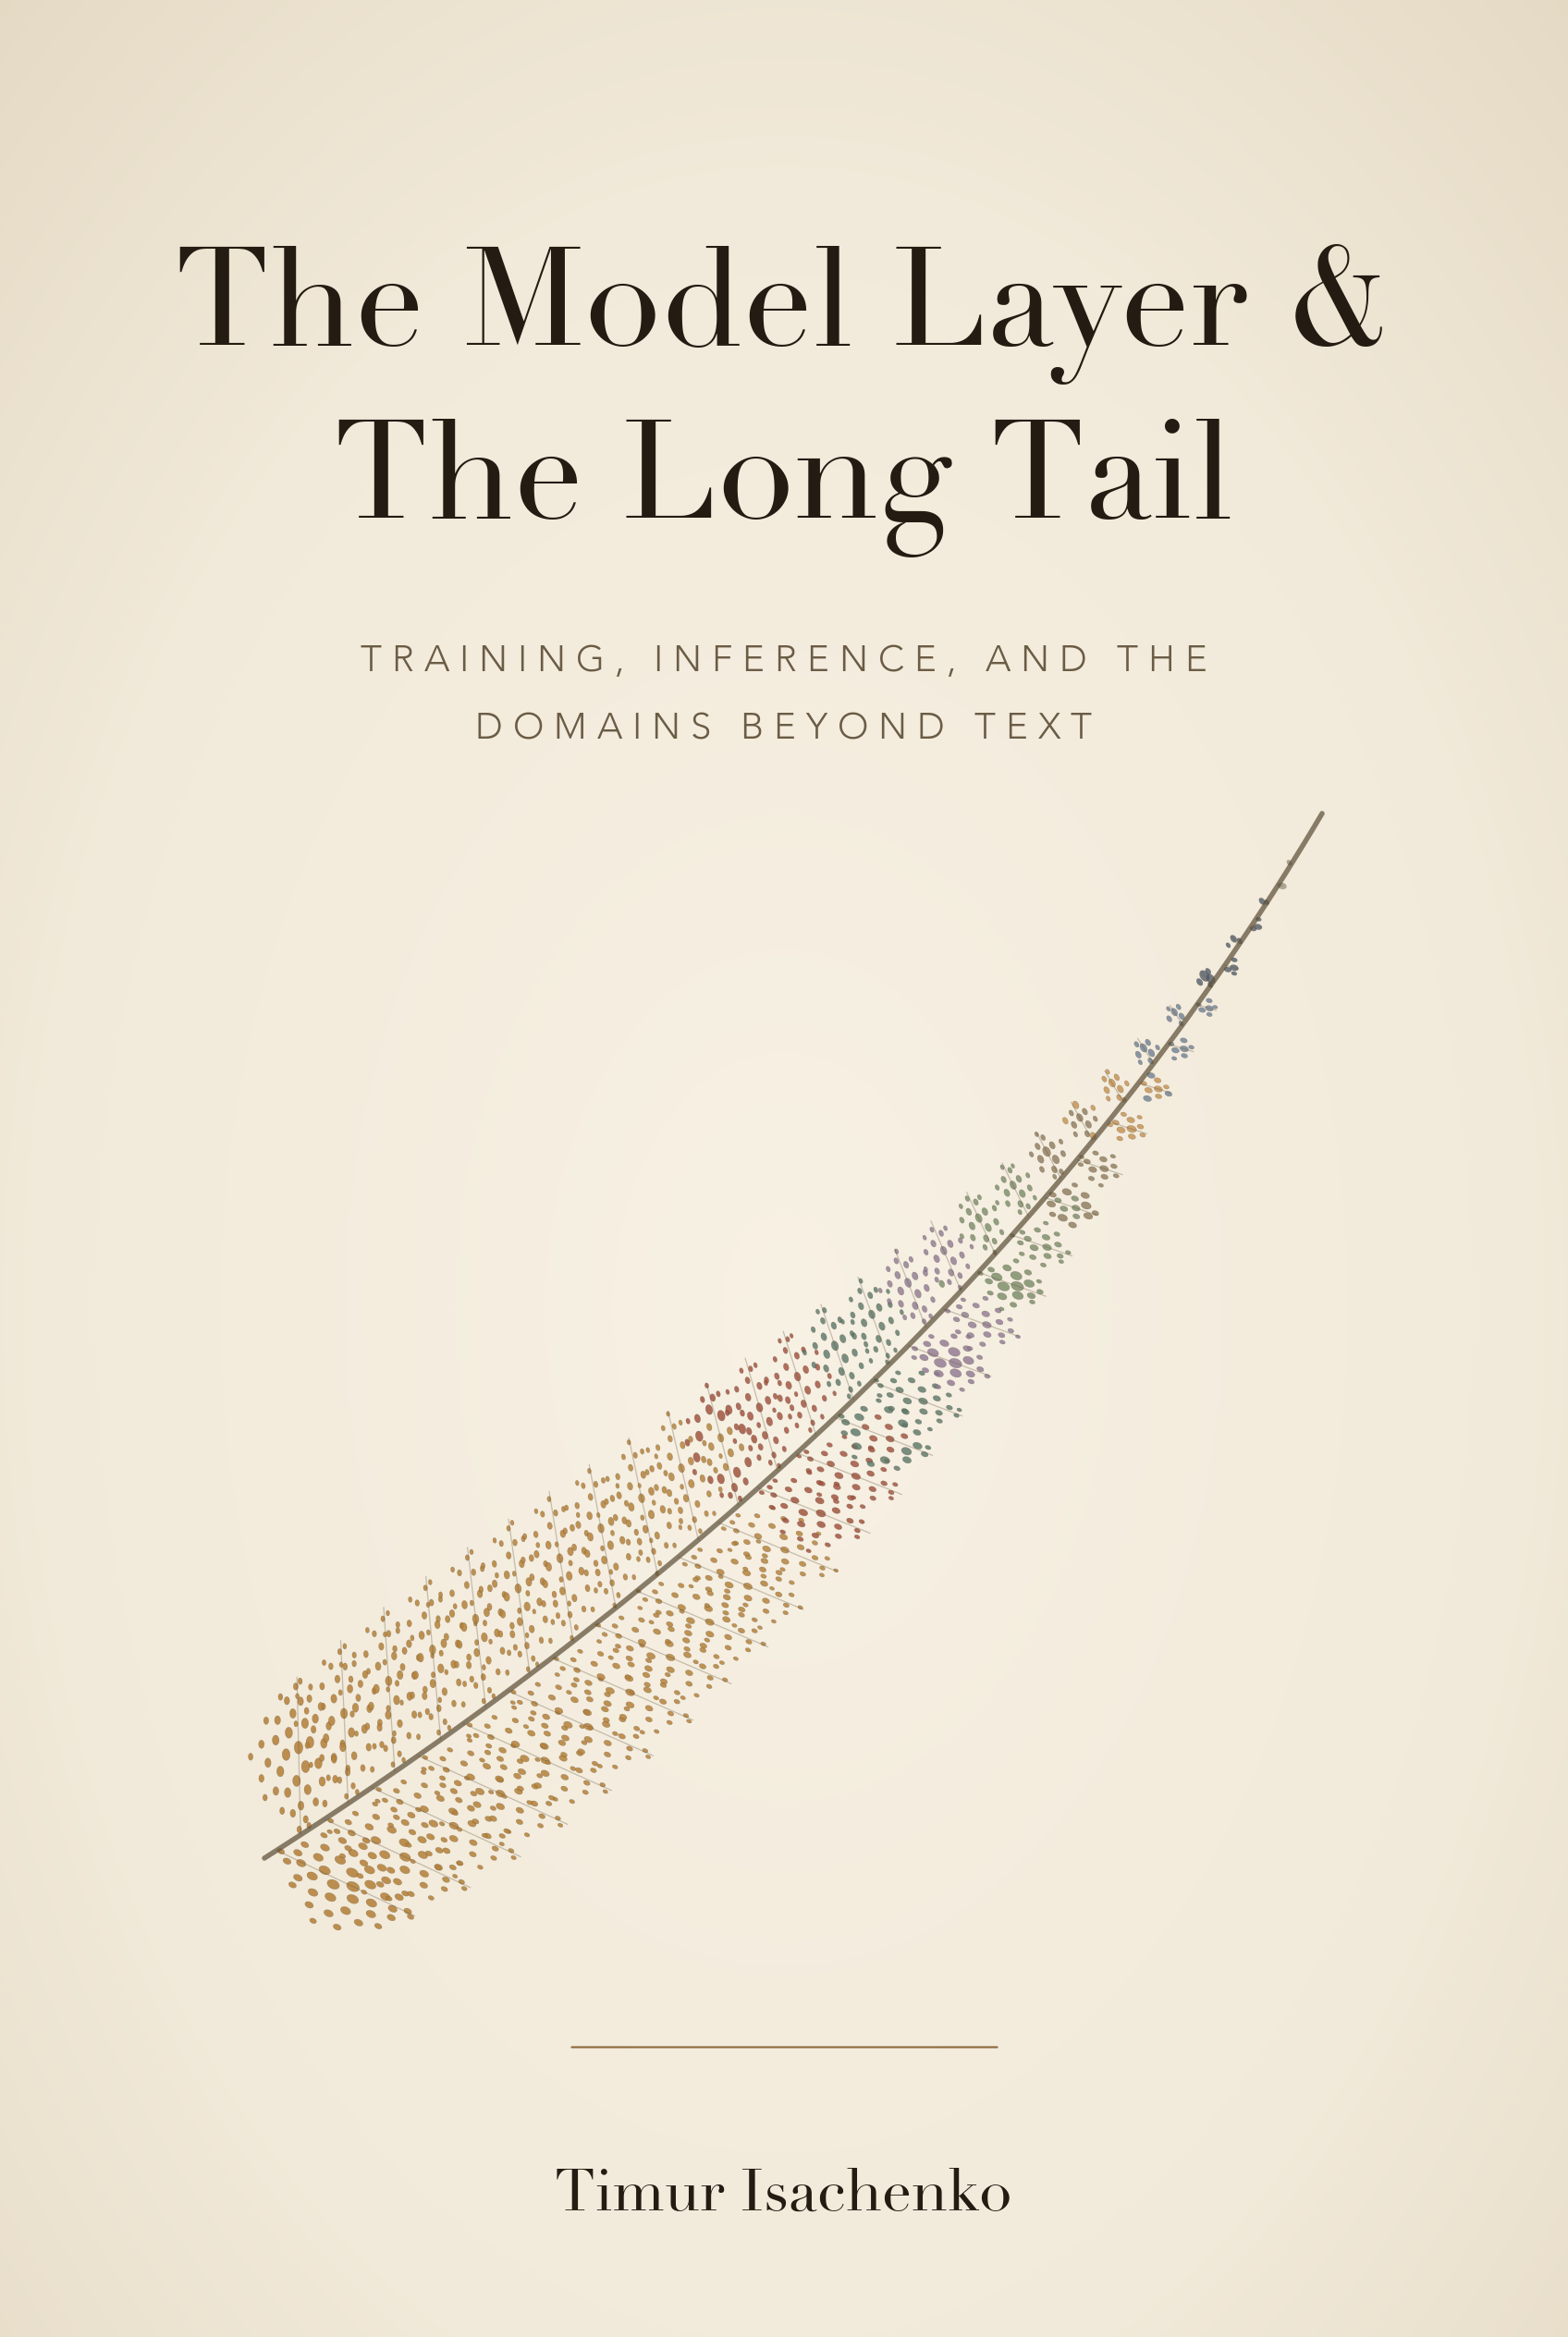 The Model Layer &
The Long Tail
TRAINING, INFERENCE, AND THE
DOMAINS BEYOND TEXT
Timur Isachenko